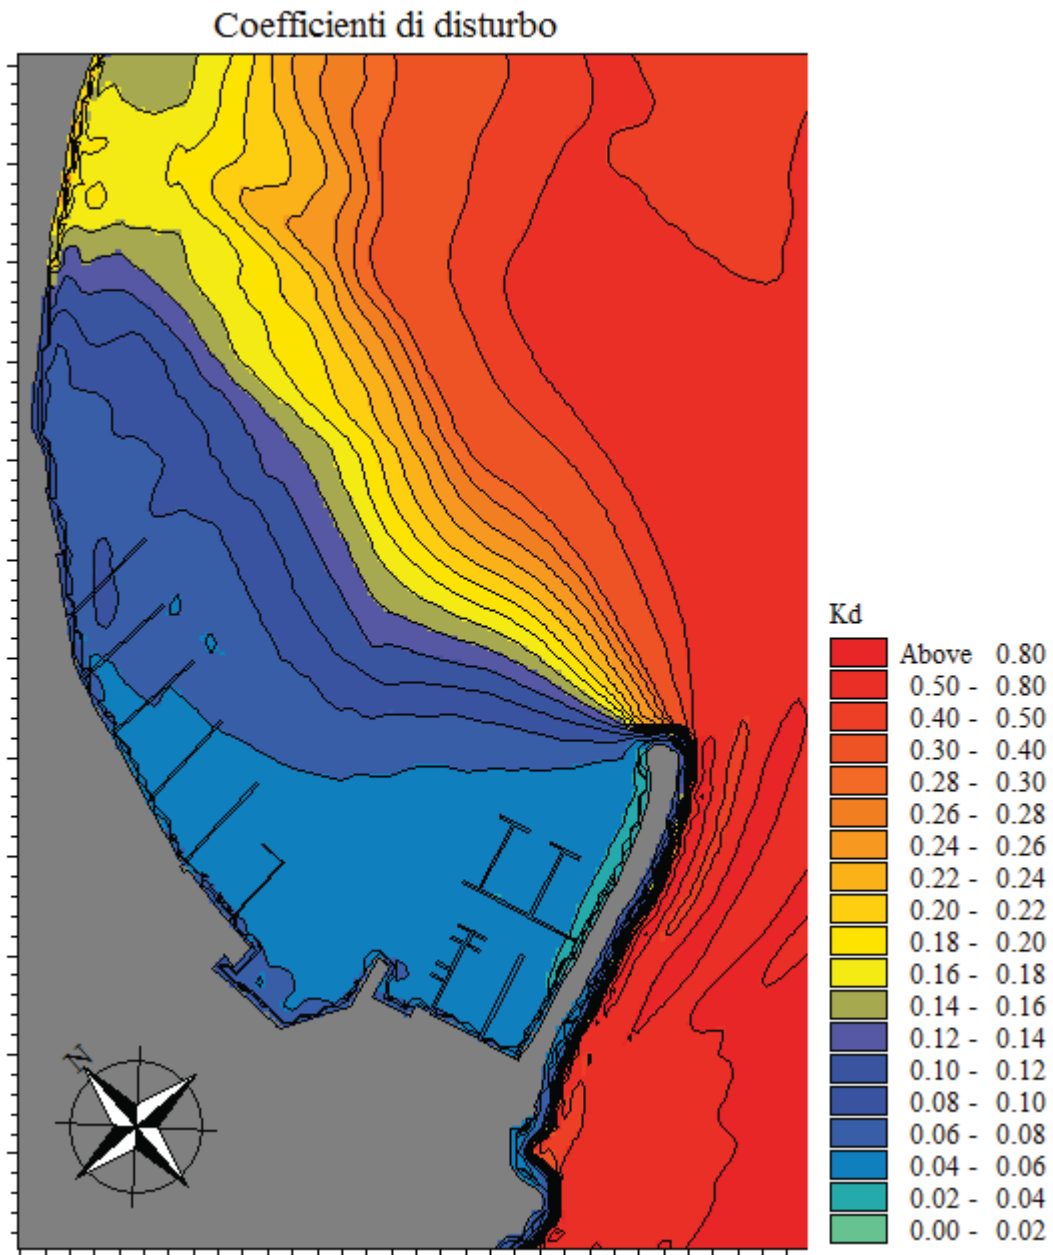 Coefficienti di disturbo
Kd
Above 0.80
0.50 - 0.80
0.40 - 0.50
0.30 - 0.40
0.28 - 0.30
0.26 - 0.28
0.24 - 0.26
0.22 - 0.24
0.20 - 0.22
0.18 - 0.20
0.16 - 0.18
0.14 - 0.16
0.12 - 0.14
0.10 - 0.12
0.08 - 0.10
0.06 - 0.08
0.04 - 0.06
0.02 - 0.04
0.00 - 0.02
N